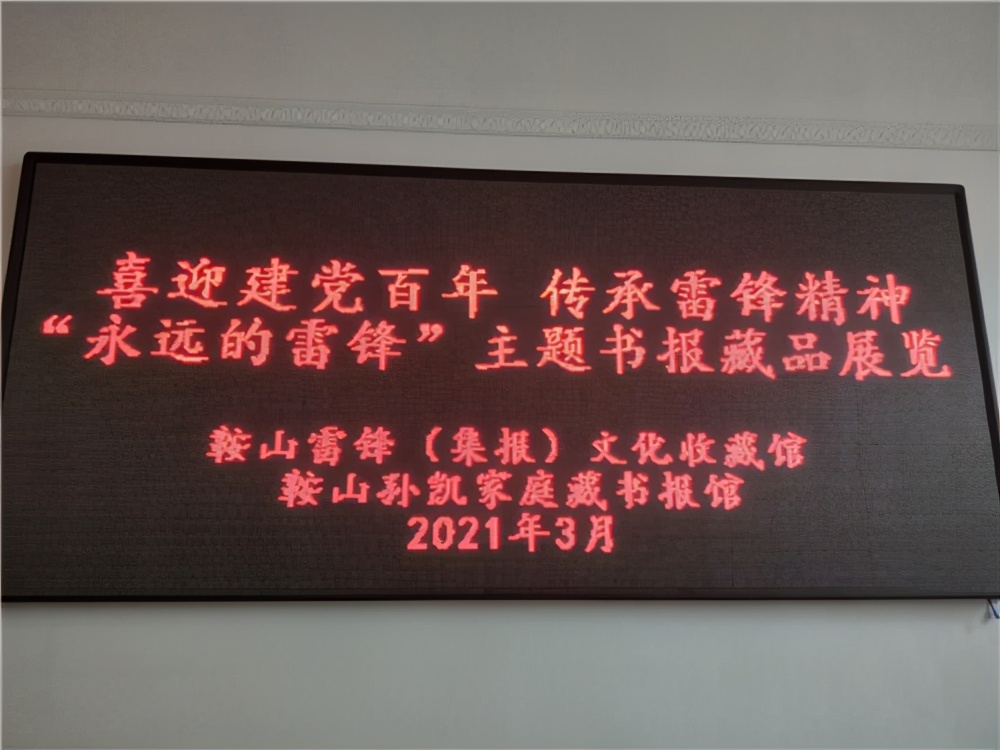 喜迎建党百年 传承雷锋精神
“永远的雷锋”主题书报藏品展览
鞍山雷锋（集报）文化收藏馆
鞍山孙凯家庭藏书报馆
2021年3月